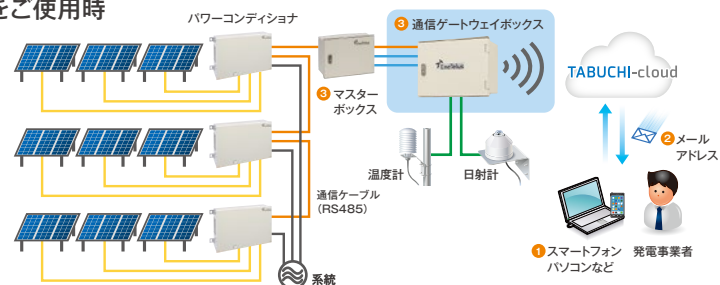 をご使用時
パワーコンディショナ
❸ 通信ゲートウェイボックス
EneTelus
❸ マスター
ボックス
TABUCHI-cloud
❷ メール
アドレス
温度計
日射計
通信ケーブル
（RS485）
系統
❶ スマートフォン
パソコンなど
発電事業者